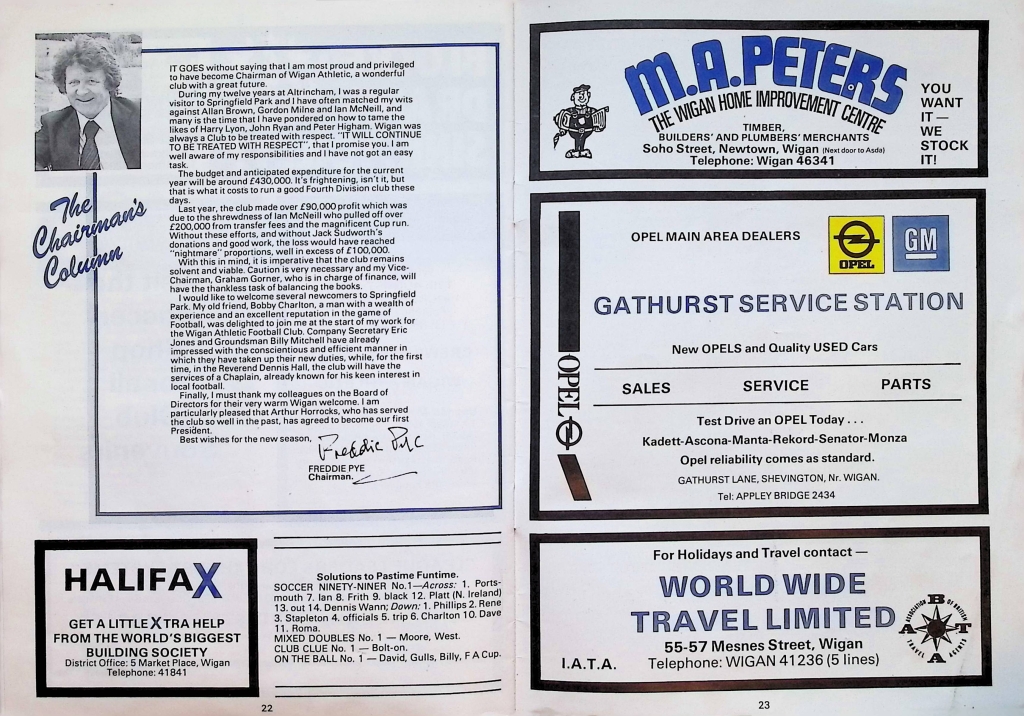 The
Chairman's
Column
IT GOES without saying that I am most proud and privileged
to have become Chairman of Wigan Athletic, a wonderful
club with a great future.
During my twelve years at Altrincham, I was a regular
visitor to Springfield Park and I have often matched my wits
against Allan Brown, Gordon Milne and Ian McNeill, and
many is the time that I have pondered on how to tame the
likes of Harry Lyon, John Ryan and Peter Higham. Wigan was
always a Club to be treated with respect. "IT WILL CONTINUE
TO BE TREATED WITH RESPECT", that I promise you. I am
well aware of my responsibilities and I have not got an easy
task.
The budget and anticipated expenditure for the current
year will be around £430,000. It's frightening, isn't it, but
that is what it costs to run a good Fourth Division club these
days.
Last year, the club made over £90,000 profit which was
due to the shrewdness of Ian McNeill who pulled off over
£200,000 from transfer fees and the magnificent Cup run.
Without these efforts, and without Jack Sudworth's
donations and good work, the loss would have reached
"nightmare" proportions, well in excess of £100,000.
With this in mind, it is imperative that the club remains
solvent and viable. Caution is very necessary and my Vice-
Chairman, Graham Gorner, who is in charge of finance, will
have the thankless task of balancing the books.
I would like to welcome several newcomers to Springfield
Park. My old friend, Bobby Charlton, a man with a wealth of
experience and an excellent reputation in the game of
Football, was delighted to join me at the start of my work for
the Wigan Athletic Football Club. Company Secretary Eric
Jones and Groundsman Billy Mitchell have already
impressed with the conscientious and efficient manner in
which they have taken up their new duties, while, for the first
time, in the Reverend Dennis Hall, the club will have the
services of a Chaplain, already known for his keen interest in
local football.
Finally, I must thank my colleagues on the Board of
Directors for their very warm Wigan welcome. I am
particularly pleased that Arthur Horrocks, who has served
the club so well in the past, has agreed to become our first
President.
Best wishes for the new season,
Freddie Pye
FREDDIE PYE
Chairman.
HALIFAX
GET A LITTLE XTRA HELP
FROM THE WORLD'S BIGGEST
BUILDING SOCIETY
District Office: 5 Market Place, Wigan
Telephone: 41841
Solutions to Pastime Funtime.
SOCCER NINETY-NINER No.1—Across: 1. Ports-
mouth 7. Ian 8. Frith 9. black 12. Platt (N. Ireland)
13. out 14. Dennis Wann; Down: 1. Phillips 2. Rene
3. Stapleton 4. officials 5. trip 6. Charlton 10. Dave
11. Roma.
MIXED DOUBLES No. 1 — Moore, West.
CLUB CLUE No. 1 — Bolt-on.
ON THE BALL No. 1 — David, Gulls, Billy, F A Cup.
22
M.A.PETERS
THE WIGAN HOME IMPROVEMENT CENTRE
TIMBER,
BUILDERS' AND PLUMBERS' MERCHANTS
Soho Street, Newtown, Wigan (Next door to Asda)
Telephone: Wigan 46341
YOU
WANT
IT —
WE
STOCK
IT!
OPEL MAIN AREA DEALERS
OPEL
GM
GATHURST SERVICE STATION
New OPELS and Quality USED Cars
OPEL
SALES SERVICE PARTS
Test Drive an OPEL Today . . .
Kadett-Ascona-Manta-Rekord-Senator-Monza
Opel reliability comes as standard.
GATHURST LANE, SHEVINGTON, Nr. WIGAN.
Tel: APPLEY BRIDGE 2434
For Holidays and Travel contact —
WORLD WIDE
TRAVEL LIMITED
55-57 Mesnes Street, Wigan
I.A.T.A. Telephone: WIGAN 41236 (5 lines)
ABTA
ASSOCIATION OF BRITISH TRAVEL AGENTS
23